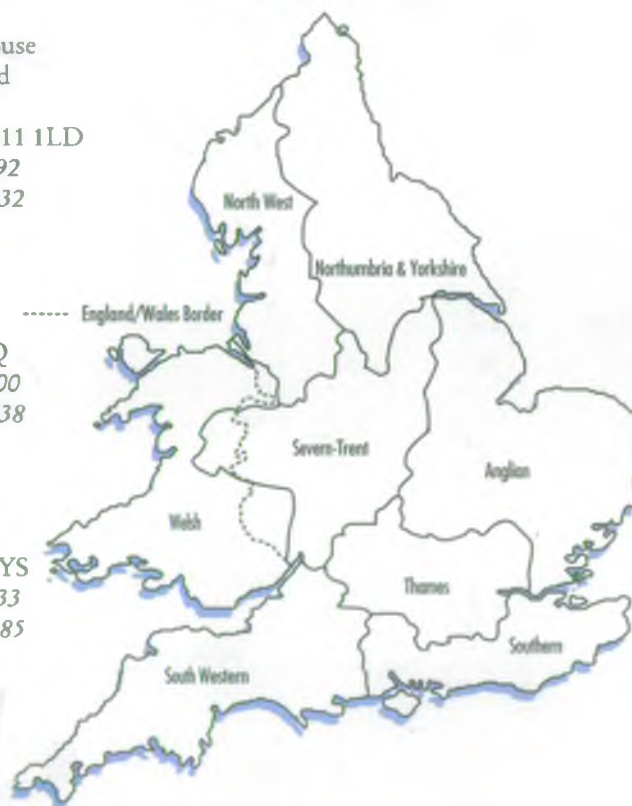 use
d
11 1LD
92
32
North West
Northumbria & Yorkshire
England/Wales Border
Q
00
38
Severn-Trent
Anglian
Welsh
YS
33
85
Thames
Southern
South Western